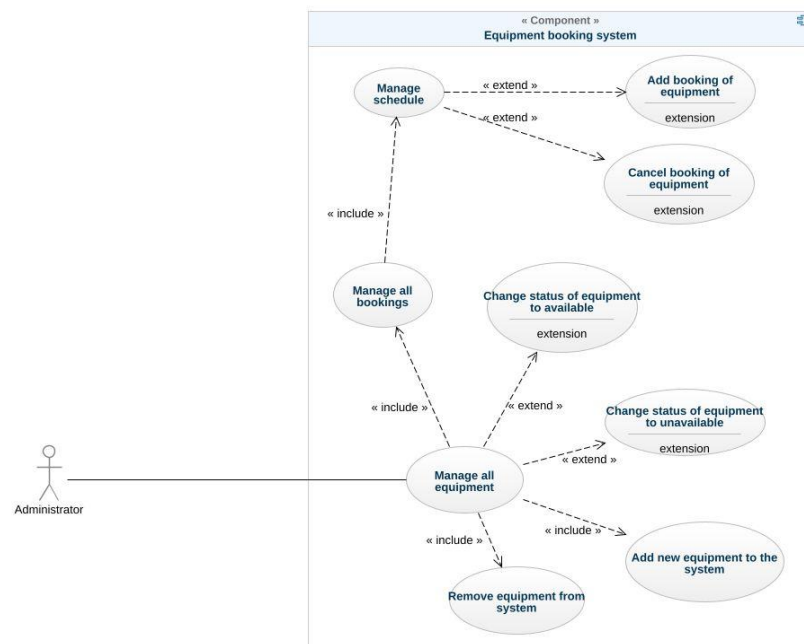 « Component »
Equipment booking system
Manage
schedule
« extend »
Add booking of
equipment
extension
« extend »
Cancel booking of
equipment
extension
« include »
Manage all
bookings
Change status of equipment
to available
extension
« include »
« extend »
Change status of equipment
to unavailable
extension
« extend »
Manage all
equipment
Administrator
« include »
« include »
Add new equipment to the
system
Remove equipment from
system